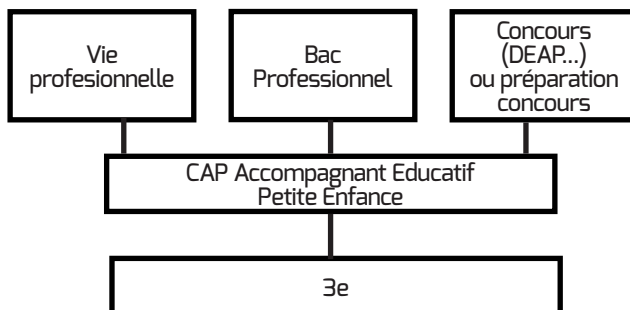 Vie
profesionnelle
Bac
Professionnel
Concours
(DEAP...)
ou préparation
concours
CAP Accompagnant Educatif
Petite Enfance
3e